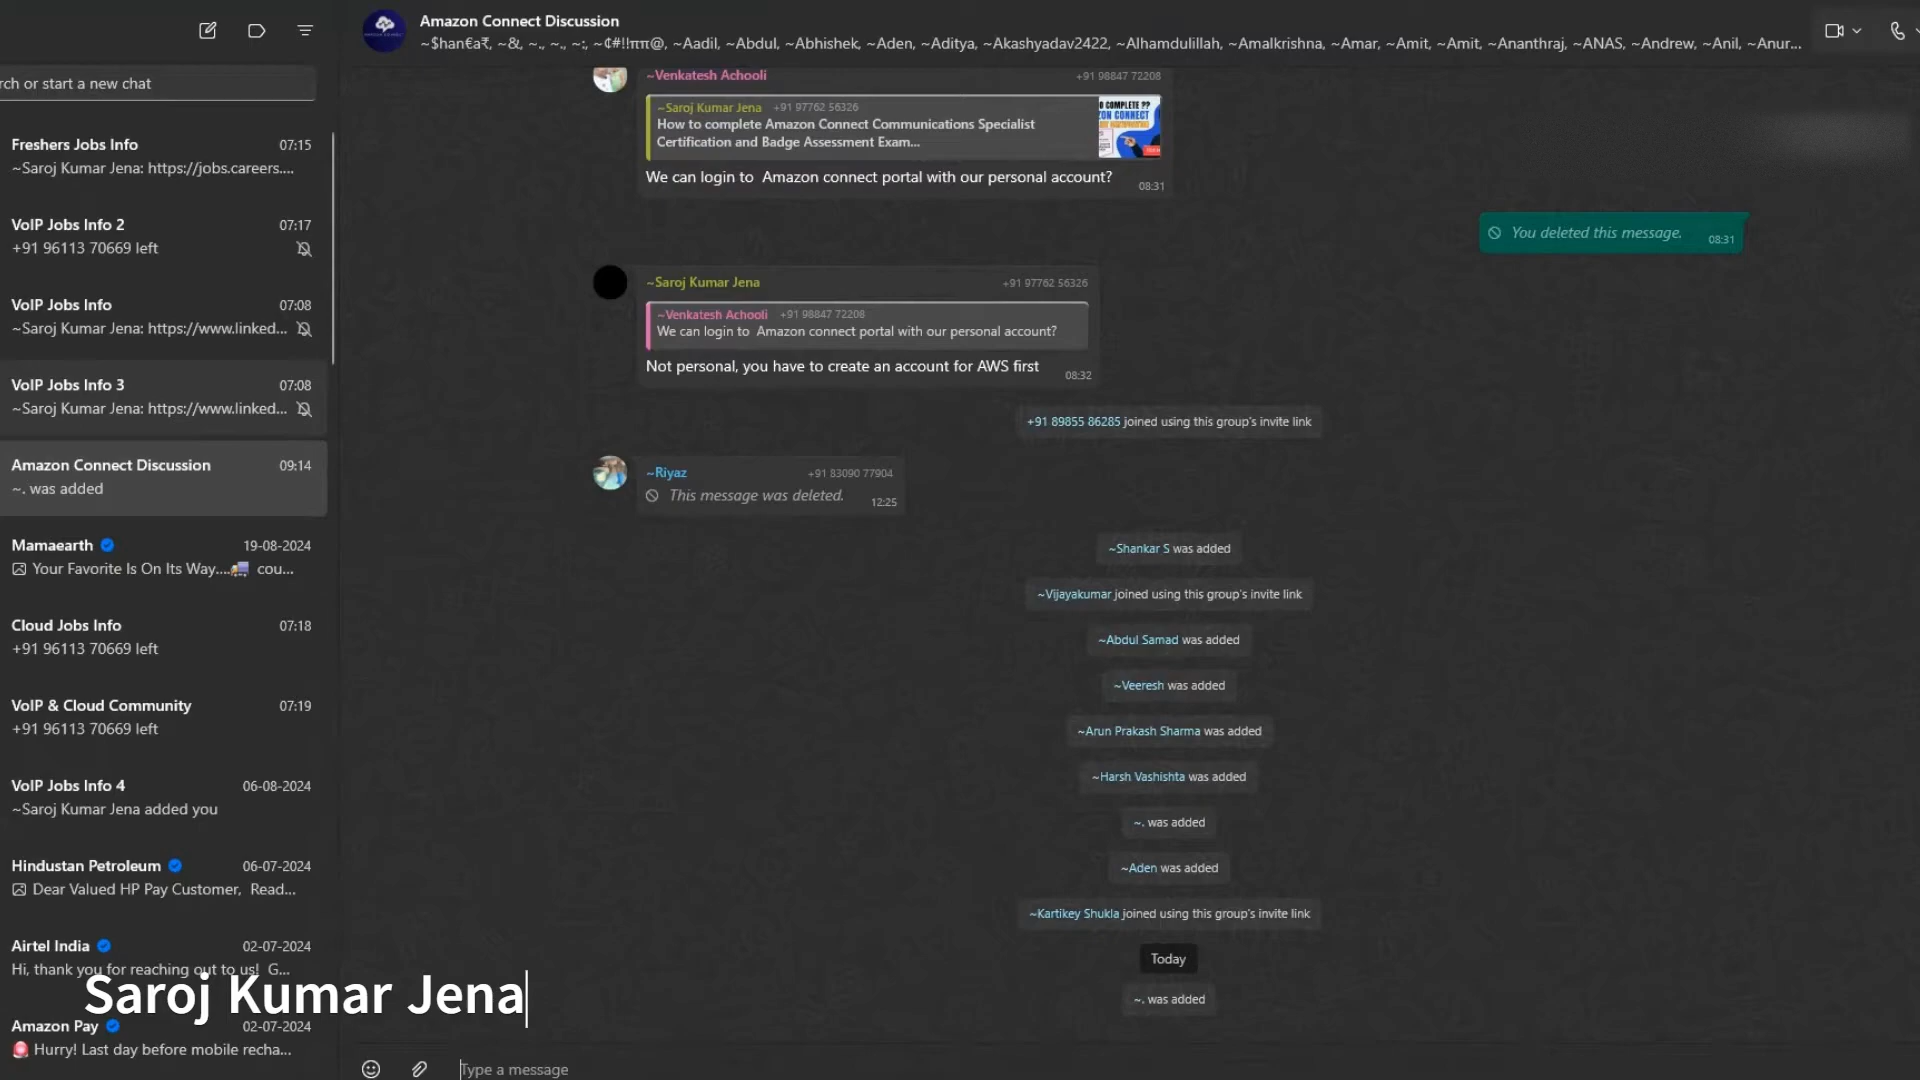 Amazon Connect Discussion
~$han€a₹, ~&, ~., ~., ~:, ~¢#!!ππ@, ~Aadil, ~Abdul, ~Abhishek, ~Aden, ~Aditya, ~Akashyadav2422, ~Alhamdulillah, ~Amalkrishna, ~Amar, ~Amit, ~Amit, ~Ananthraj, ~ANAS, ~Andrew, ~Anil, ~Anur...
rch or start a new chat
Freshers Jobs Info 07:15
~Saroj Kumar Jena: https://jobs.careers....
VoIP Jobs Info 2 07:17
+91 96113 70669 left
VoIP Jobs Info 07:08
~Saroj Kumar Jena: https://www.linked...
VoIP Jobs Info 3 07:08
~Saroj Kumar Jena: https://www.linked...
Amazon Connect Discussion 09:14
~. was added
Mamaearth 19-08-2024
Your Favorite Is On Its Way....🚚 cou...
Cloud Jobs Info 07:18
+91 96113 70669 left
VoIP & Cloud Community 07:19
+91 96113 70669 left
VoIP Jobs Info 4 06-08-2024
~Saroj Kumar Jena added you
Hindustan Petroleum 06-07-2024
Dear Valued HP Pay Customer, Read...
Airtel India 02-07-2024
Hi, thank you for reaching out to us! G...
Amazon Pay 02-07-2024
🚨 Hurry! Last day before mobile recha...
~Venkatesh Achooli +91 98847 72208
~Saroj Kumar Jena +91 97762 56326
How to complete Amazon Connect Communications Specialist
Certification and Badge Assessment Exam...
O COMPLETE ??
ZON CONNECT
We can login to Amazon connect portal with our personal account?
08:31
You deleted this message. 08:31
~Saroj Kumar Jena +91 97762 56326
~Venkatesh Achooli +91 98847 72208
We can login to Amazon connect portal with our personal account?
Not personal, you have to create an account for AWS first
08:32
+91 89855 86285 joined using this group's invite link
~Riyaz +91 83090 77904
This message was deleted. 12:25
~Shankar S was added
~Vijayakumar joined using this group's invite link
~Abdul Samad was added
~Veeresh was added
~Arun Prakash Sharma was added
~Harsh Vashishta was added
~. was added
~Aden was added
~Kartikey Shukla joined using this group's invite link
Today
~. was added
Type a message
Saroj Kumar Jena